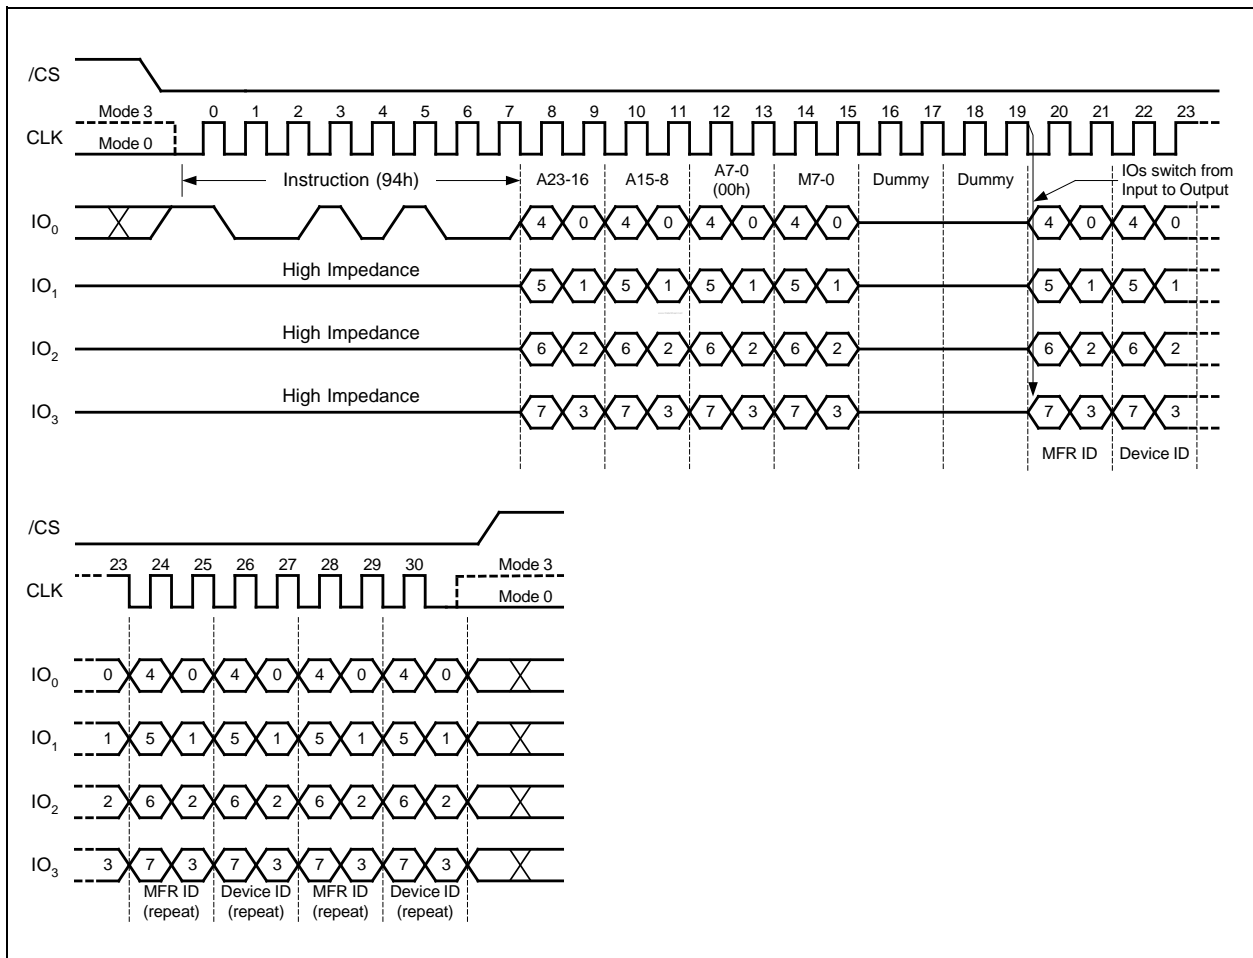 /CS
Mode 3 0 1 2 3 4 5 6 7 8 9 10 11 12 13 14 15 16 17 18 19 20 21 22 23
CLK
Mode 0
Instruction (94h) A23-16 A15-8 A7-0 (00h) M7-0 Dummy Dummy IOs switch from Input to Output
IO0 4 0 4 0 4 0 4 0 4 0 4 0
High Impedance
IO1 5 1 5 1 5 1 5 1 5 1 5 1
High Impedance
IO2 6 2 6 2 6 2 6 2 6 2 6 2
High Impedance
IO3 7 3 7 3 7 3 7 3 7 3 7 3
MFR ID Device ID
/CS
23 24 25 26 27 28 29 30 Mode 3
CLK
Mode 0
IO0 0 4 0 4 0 4 0 4 0
IO1 1 5 1 5 1 5 1 5 1
IO2 2 6 2 6 2 6 2 6 2
IO3 3 7 3 7 3 7 3 7 3
MFR ID Device ID MFR ID Device ID
(repeat) (repeat) (repeat) (repeat)